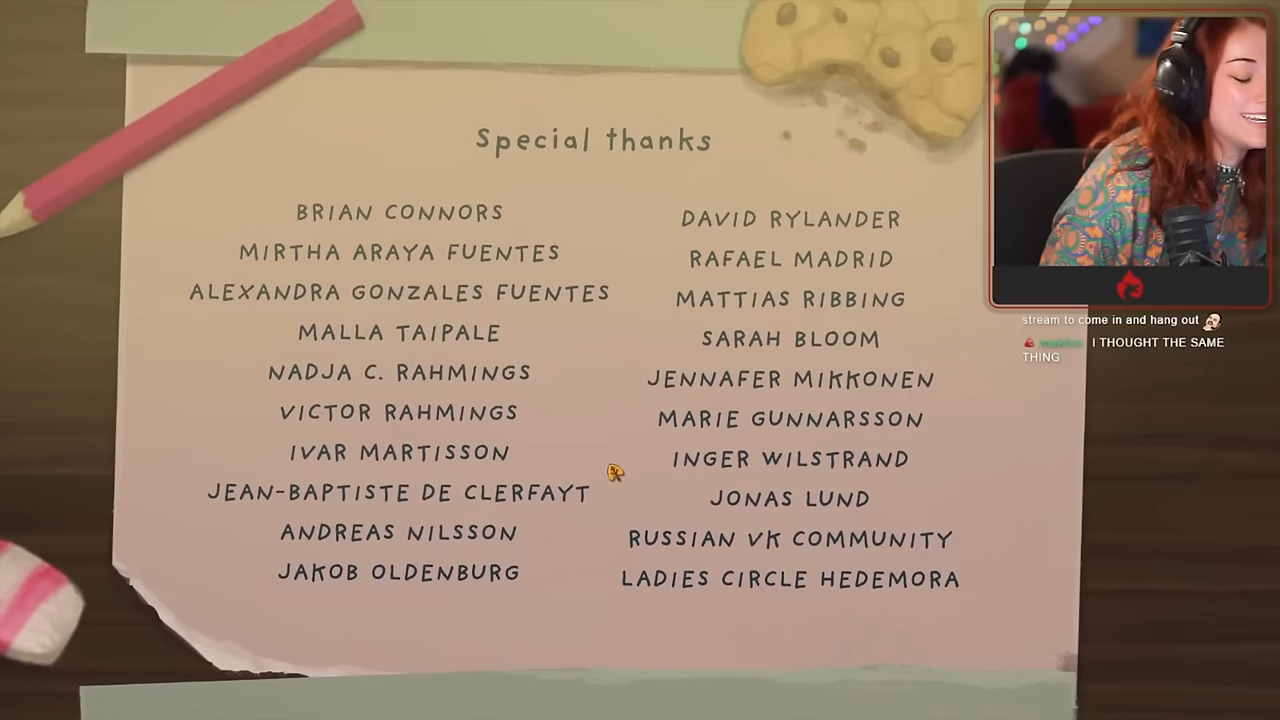 Special thanks
BRIAN CONNORS
MIRTHA ARAYA FUENTES
ALEXANDRA GONZALES FUENTES
MALLA TAIPALE
NADJA C. RAHMINGS
VICTOR RAHMINGS
IVAR MARTISSON
JEAN-BAPTISTE DE CLERFAYT
ANDREAS NILSSON
JAKOB OLDENBURG
DAVID RYLANDER
RAFAEL MADRID
MATTIAS RIBBING
SARAH BLOOM
JENNAFER MIKKONEN
MARIE GUNNARSSON
INGER WILSTRAND
JONAS LUND
RUSSIAN VK COMMUNITY
LADIES CIRCLE HEDEMORA
stream to come in and hang out
I THOUGHT THE SAME
THING